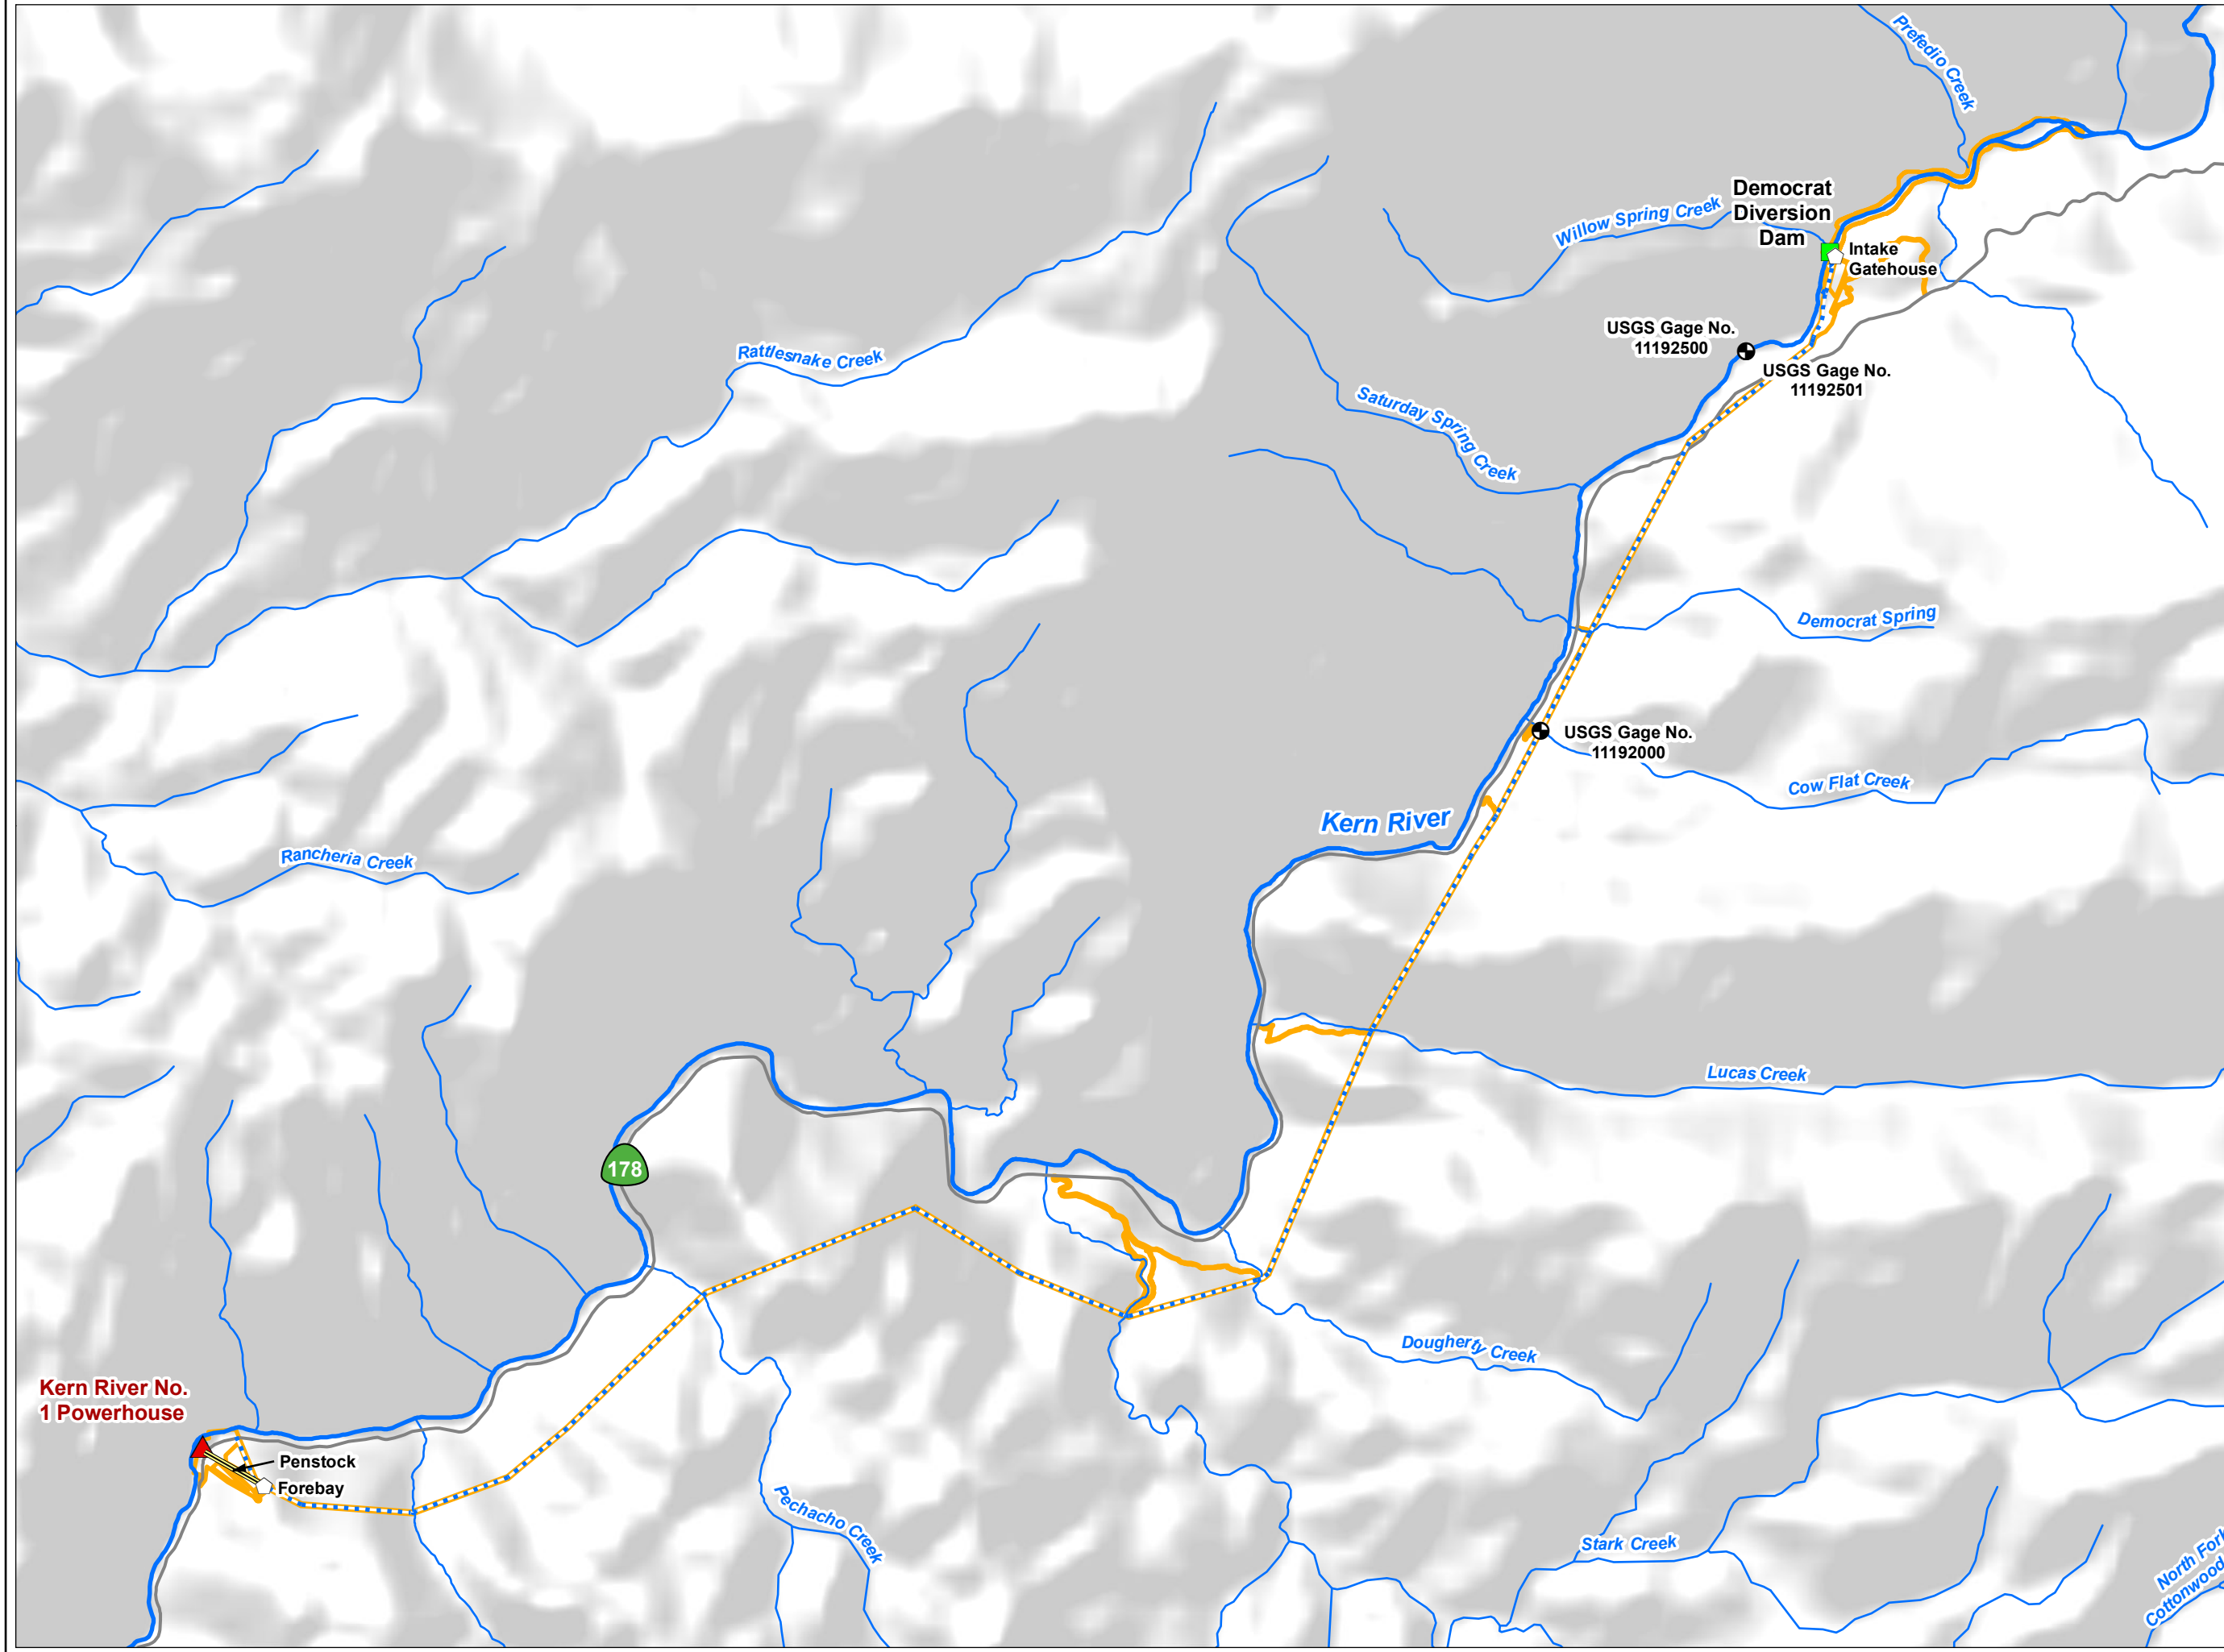 Prefedio Creek
Democrat
Diversion
Dam
Willow Spring Creek
Intake
Gatehouse
USGS Gage No.
11192500
USGS Gage No.
11192501
Rattlesnake Creek
Saturday Spring Creek
Democrat Spring
USGS Gage No.
11192000
Cow Flat Creek
Kern River
Rancheria Creek
Lucas Creek
178
Dougherty Creek
Kern River No.
1 Powerhouse
Penstock
Forebay
Pechacho Creek
Stark Creek
North Fork
Cottonwood